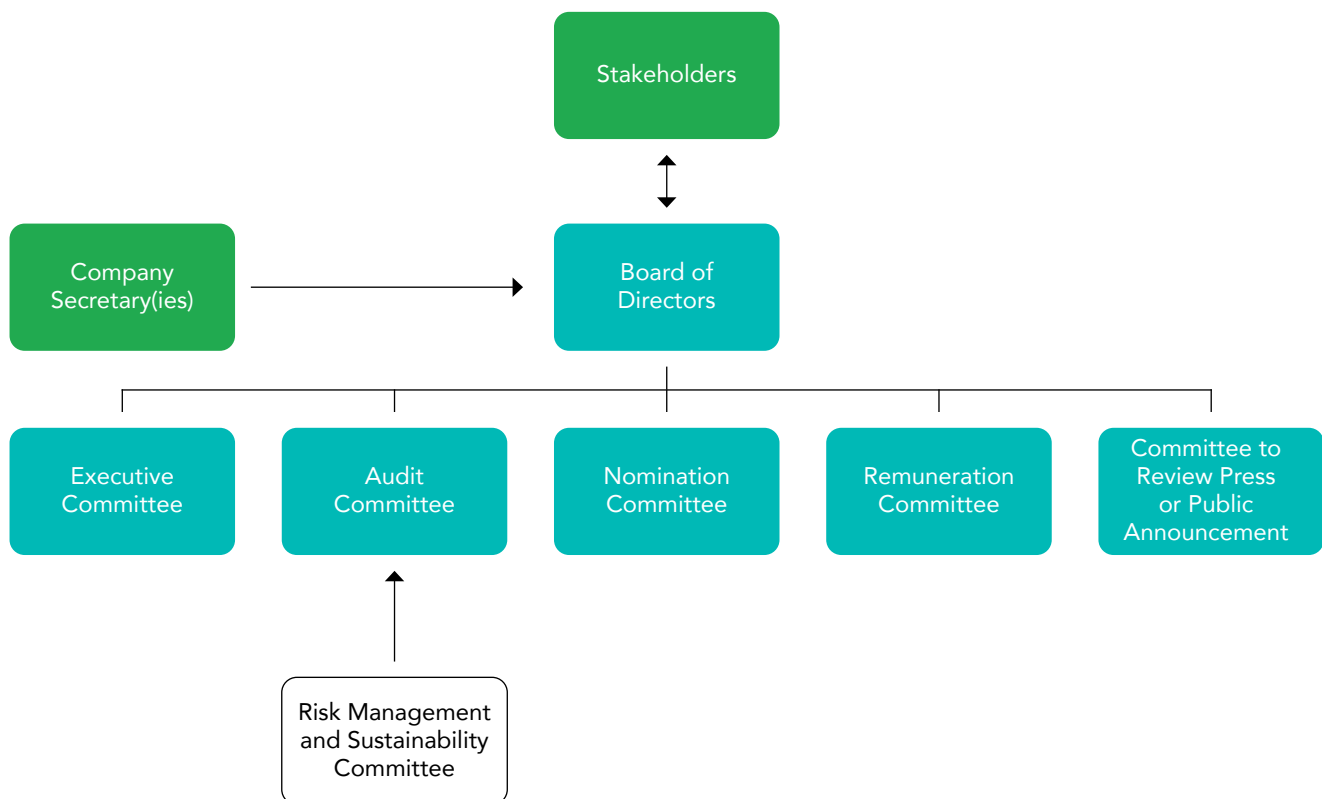 Stakeholders
Company
Secretary(ies)
Board of
Directors
Executive
Committee
Audit
Committee
Nomination
Committee
Remuneration
Committee
Committee to
Review Press
or Public
Announcement
Risk Management
and Sustainability
Committee